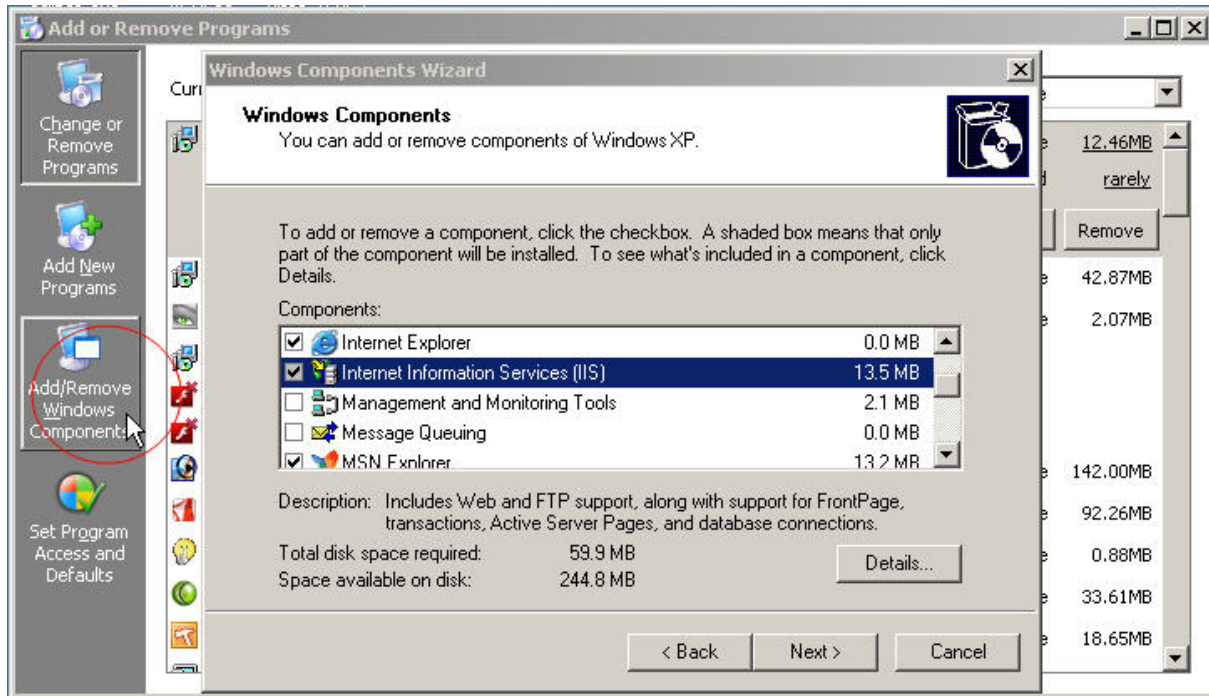 Add or Remove Programs
Change or
Remove
Programs
Add New
Programs
Add/Remove
Windows
Components
Set Program
Access and
Defaults
Windows Components Wizard
Windows Components
You can add or remove components of Windows XP.
To add or remove a component, click the checkbox. A shaded box means that only
part of the component will be installed. To see what's included in a component, click
Details.
Components:
Internet Explorer 0.0 MB
Internet Information Services (IIS) 13.5 MB
Management and Monitoring Tools 2.1 MB
Message Queuing 0.0 MB
MSN Explorer 13.2 MB
Description: Includes Web and FTP support, along with support for FrontPage,
transactions, Active Server Pages, and database connections.
Total disk space required: 59.9 MB
Space available on disk: 244.8 MB
Details...
< Back Next > Cancel
12.46MB
rarely
Remove
42.87MB
2.07MB
142.00MB
92.26MB
0.88MB
33.61MB
18.65MB